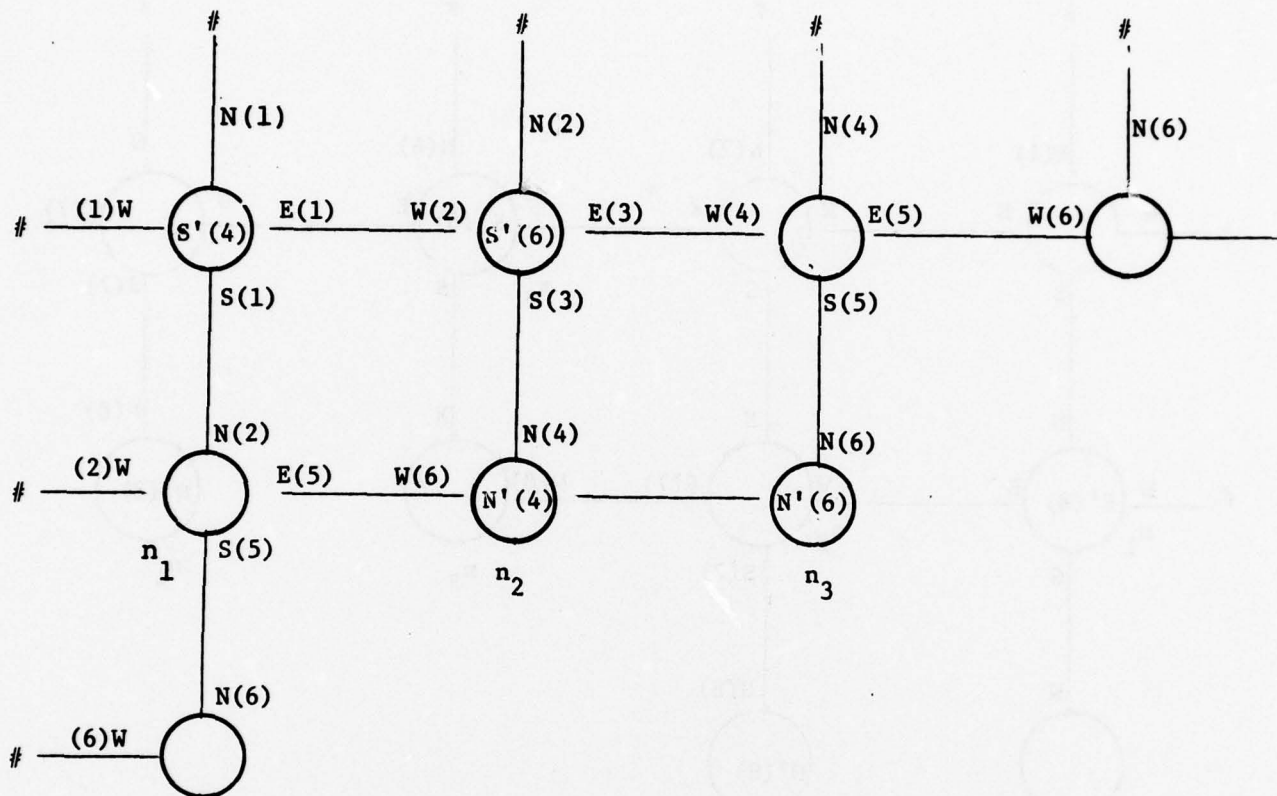 # # # #
N(1) N(2) N(4) N(6)
# (1)W S'(4) E(1) W(2) S'(6) E(3) W(4) E(5) W(6)
S(1) S(3) S(5)
N(2) N(4) N(6)
# (2)W E(5) W(6) N'(4) N'(6)
n1 S(5) n2 n3
N(6)
# (6)W